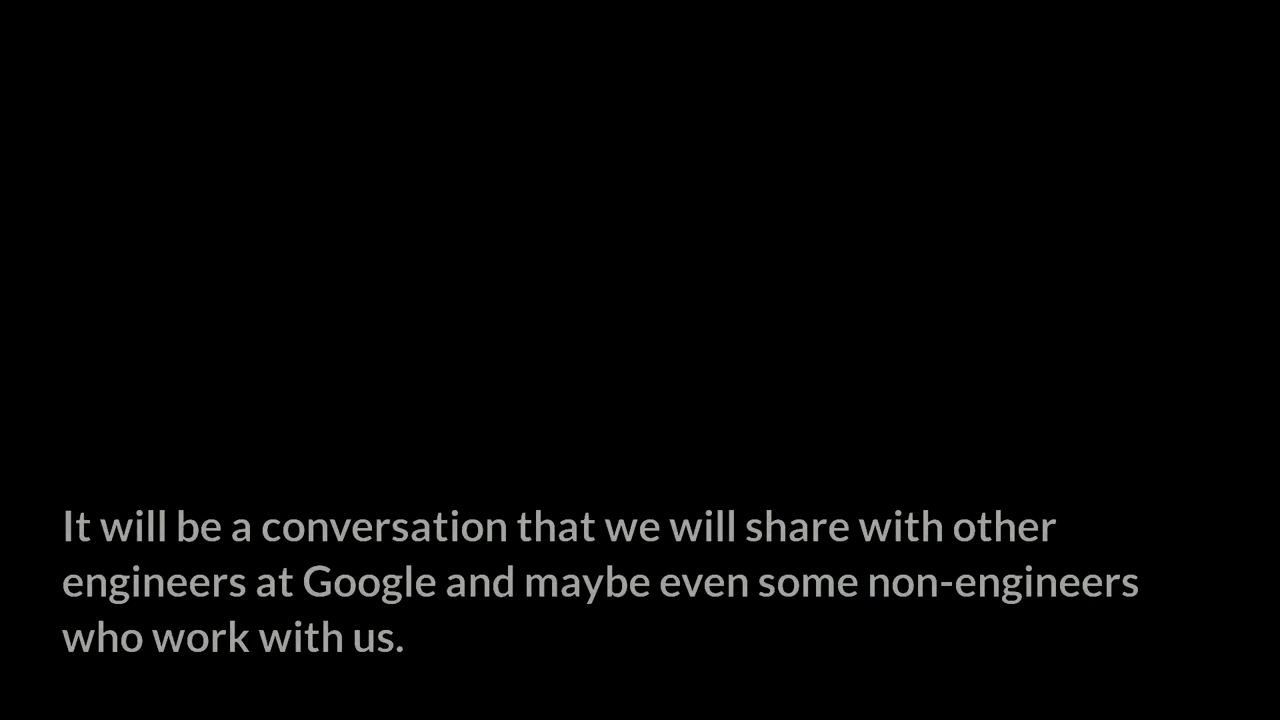 It will be a conversation that we will share with other
engineers at Google and maybe even some non-engineers
who work with us.